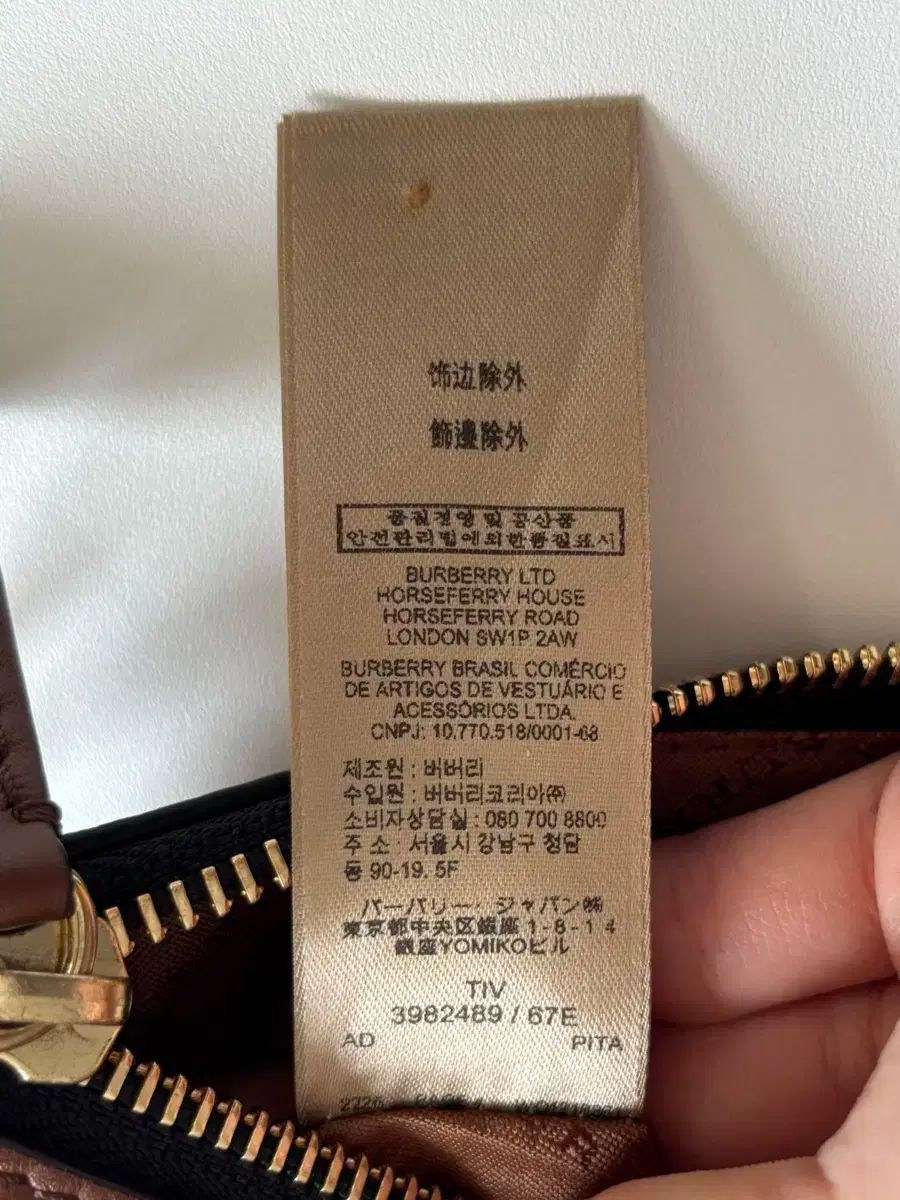 饰边除外
飾邊除外
품질경영 및 공산품
안전관리법에의한품질표시
BURBERRY LTD
HORSEFERRY HOUSE
HORSEFERRY ROAD
LONDON SW1P 2AW
BURBERRY BRASIL COMÉRCIO
DE ARTIGOS DE VESTUÁRIO E
ACESSÓRIOS LTDA.
CNPJ: 10.770.518/0001-68
제조원 : 버버리
수입원 : 버버리코리아㈜
소비자상담실 : 080 700 8800
주 소 : 서울시 강남구 청담
동 90-19. 5F
バーバリー・ジャパン㈱
東京都中央区銀座1-8-14
銀座YOMIKOビル
TIV
3982489 / 67E
AD PITA